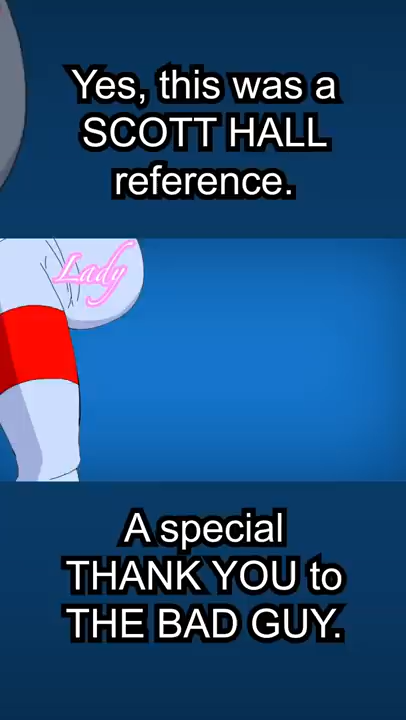 Yes, this was a
SCOTT HALL
reference.
Lady
A special
THANK YOU to
THE BAD GUY.